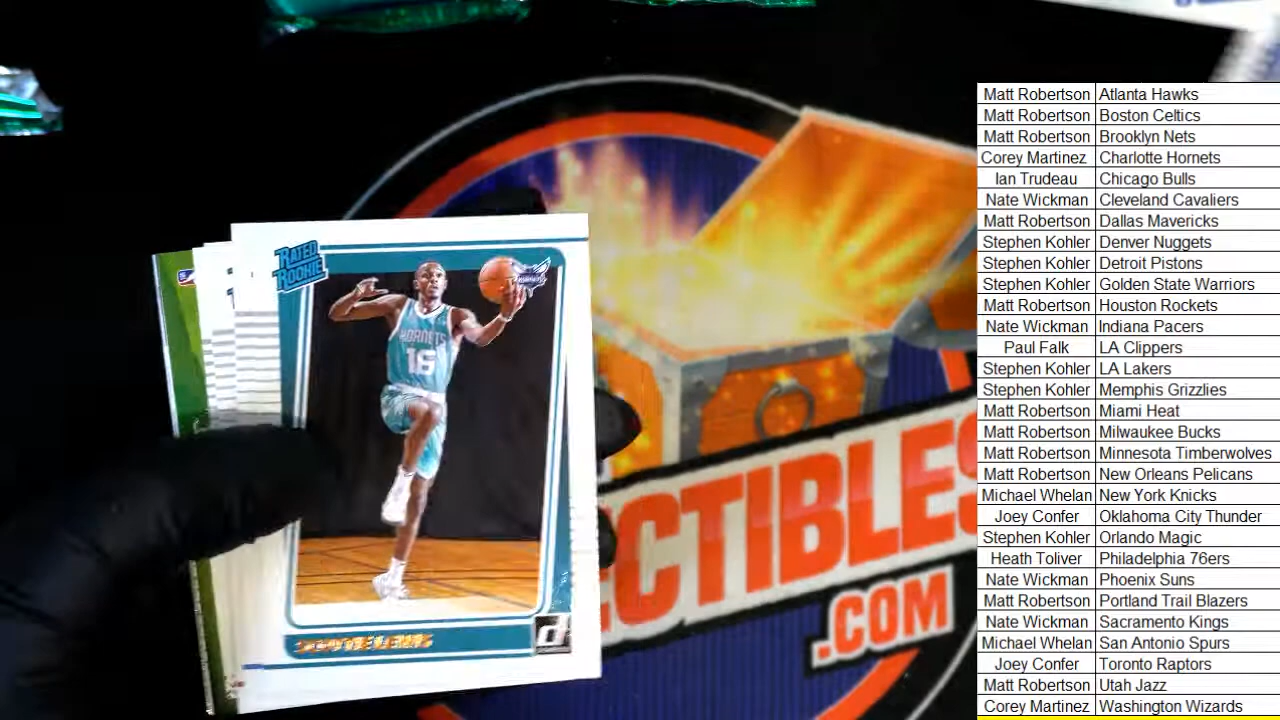 RATED
ROOKIE
HORNETS
16
d
ECTIBLES
.COM
Matt Robertson Atlanta Hawks
Matt Robertson Boston Celtics
Matt Robertson Brooklyn Nets
Corey Martinez Charlotte Hornets
Ian Trudeau Chicago Bulls
Nate Wickman Cleveland Cavaliers
Matt Robertson Dallas Mavericks
Stephen Kohler Denver Nuggets
Stephen Kohler Detroit Pistons
Stephen Kohler Golden State Warriors
Matt Robertson Houston Rockets
Nate Wickman Indiana Pacers
Paul Falk LA Clippers
Stephen Kohler LA Lakers
Stephen Kohler Memphis Grizzlies
Matt Robertson Miami Heat
Matt Robertson Milwaukee Bucks
Matt Robertson Minnesota Timberwolves
Matt Robertson New Orleans Pelicans
Michael Whelan New York Knicks
Joey Confer Oklahoma City Thunder
Stephen Kohler Orlando Magic
Heath Toliver Philadelphia 76ers
Nate Wickman Phoenix Suns
Matt Robertson Portland Trail Blazers
Nate Wickman Sacramento Kings
Michael Whelan San Antonio Spurs
Joey Confer Toronto Raptors
Matt Robertson Utah Jazz
Corey Martinez Washington Wizards